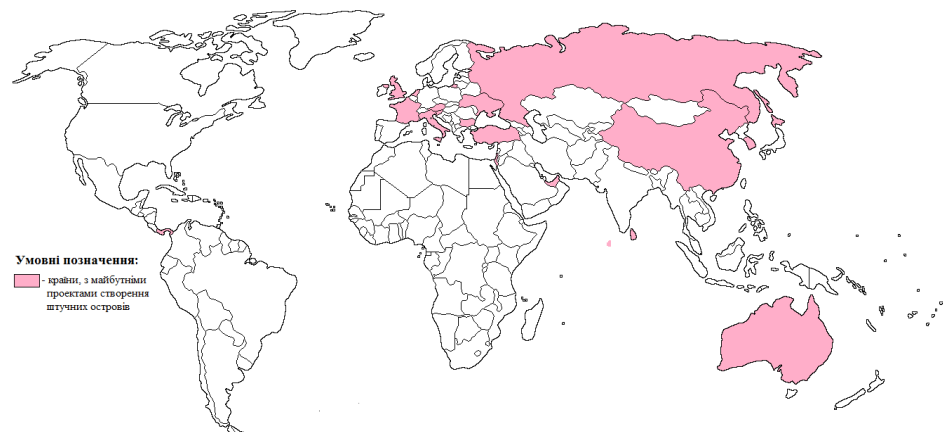 Умовні позначення:
- країни, з майбутніми
проектами створення
штучних островів